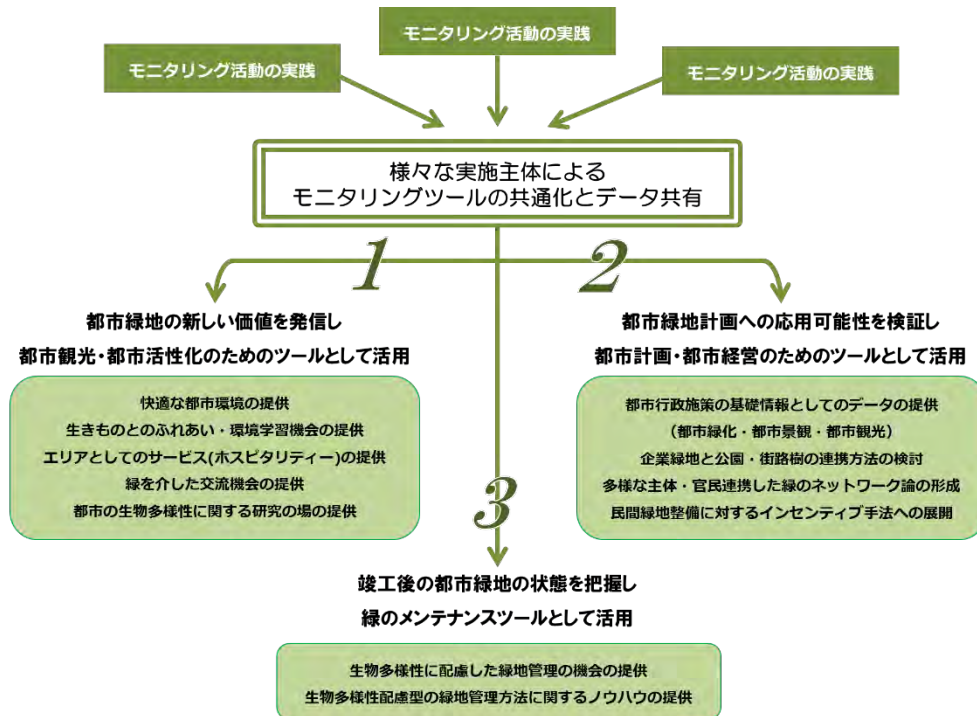 モニタリング活動の実践
モニタリング活動の実践
モニタリング活動の実践
様々な実施主体による
モニタリングツールの共通化とデータ共有
1
2
都市緑地の新しい価値を発信し
都市観光・都市活性化のためのツールとして活用
快適な都市環境の提供
生きものとのふれあい・環境学習機会の提供
エリアとしてのサービス(ホスピタリティー)の提供
緑を介した交流機会の提供
都市の生物多様性に関する研究の場の提供
都市緑地計画への応用可能性を検証し
都市計画・都市経営のためのツールとして活用
都市行政施策の基礎情報としてのデータの提供
(都市緑化・都市景観・都市観光)
企業緑地と公園・街路樹の連携方法の検討
多様な主体・官民連携した緑のネットワーク論の形成
民間緑地整備に対するインセンティブ手法への展開
3
竣工後の都市緑地の状態を把握し
緑のメンテナンスツールとして活用
生物多様性に配慮した緑地管理の機会の提供
生物多様性配慮型の緑地管理方法に関するノウハウの提供